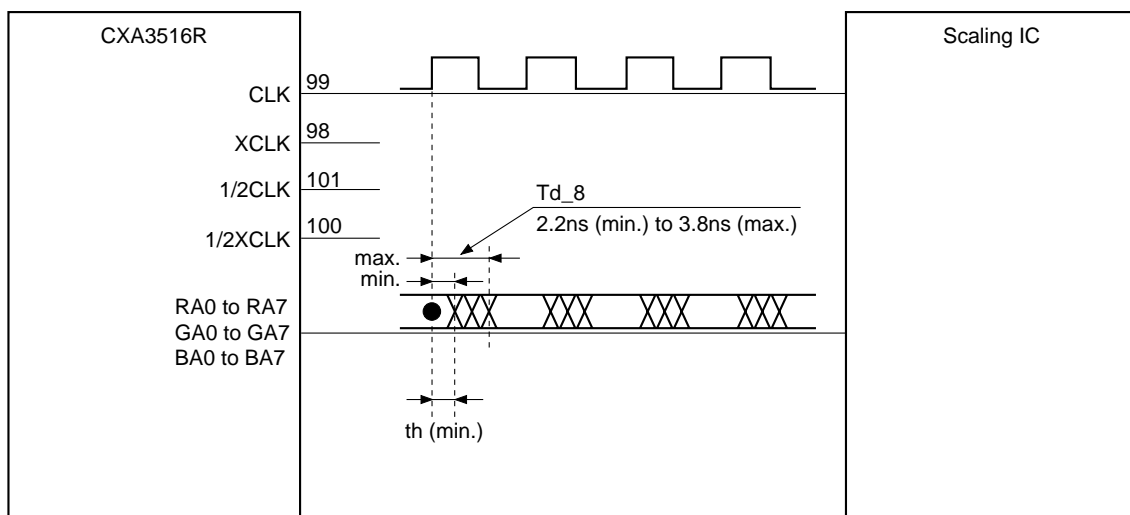 CXA3516R
Scaling IC
CLK
99
XCLK
98
1/2CLK
101
1/2XCLK
100
Td_8
2.2ns (min.) to 3.8ns (max.)
max.
min.
RA0 to RA7
GA0 to GA7
BA0 to BA7
th (min.)